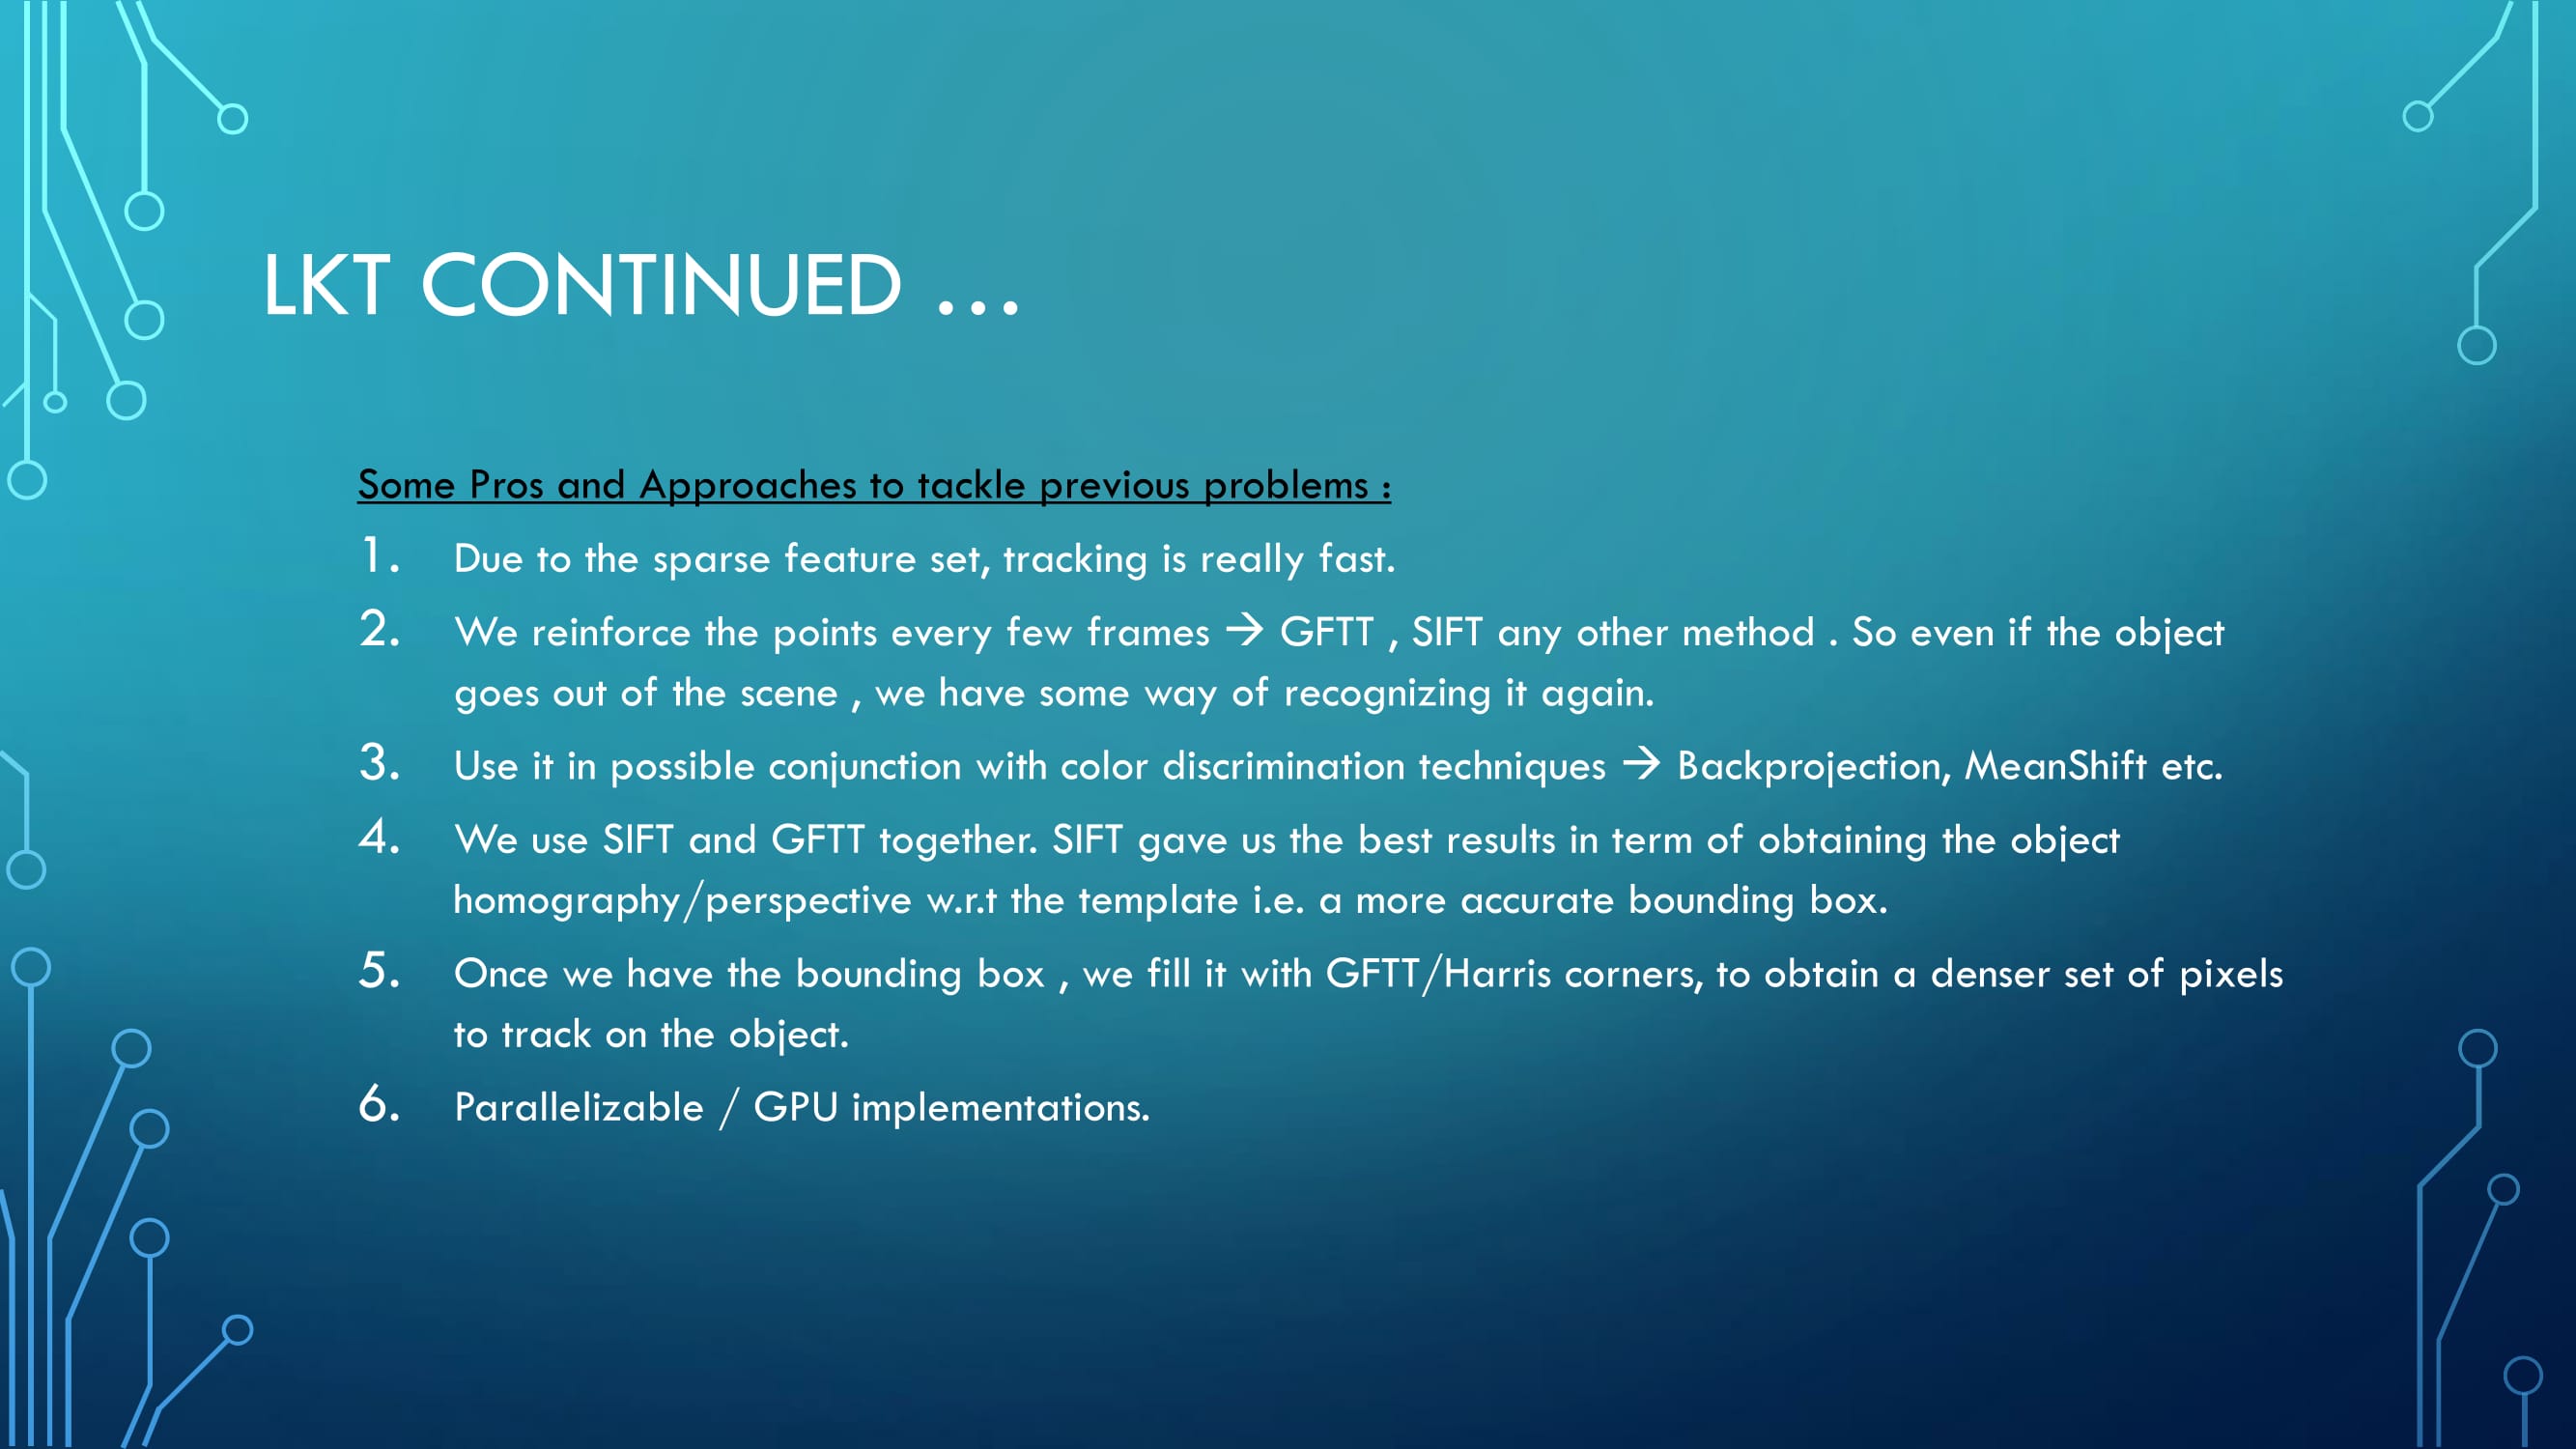 LKT CONTINUED ...
Some Pros and Approaches to tackle previous problems :
1. Due to the sparse feature set, tracking is really fast.
2. We reinforce the points every few frames → GFTT , SIFT any other method . So even if the object
goes out of the scene , we have some way of recognizing it again.
3. Use it in possible conjunction with color discrimination techniques → Backprojection, MeanShift etc.
4. We use SIFT and GFTT together. SIFT gave us the best results in term of obtaining the object
homography/perspective w.r.t the template i.e. a more accurate bounding box.
5. Once we have the bounding box , we fill it with GFTT/Harris corners, to obtain a denser set of pixels
to track on the object.
6. Parallelizable / GPU implementations.